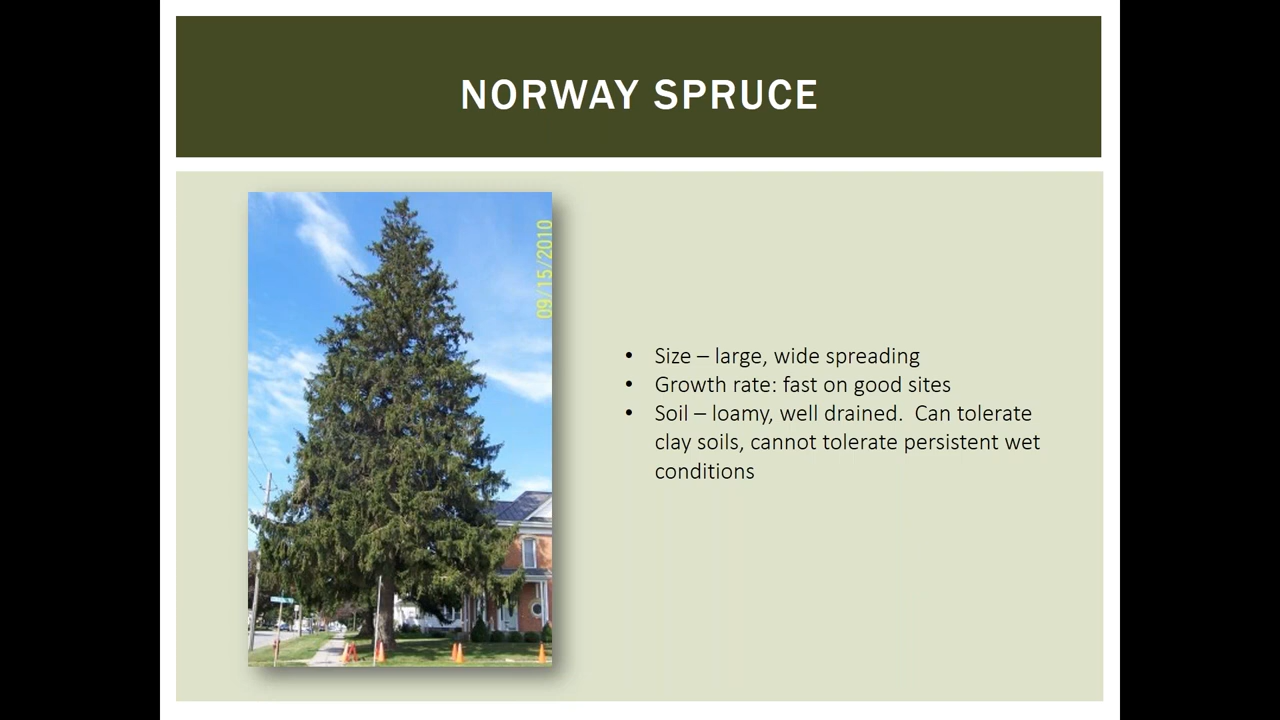 NORWAY SPRUCE
09/15/2010
• Size – large, wide spreading
• Growth rate: fast on good sites
• Soil – loamy, well drained.  Can tolerate
clay soils, cannot tolerate persistent wet
conditions